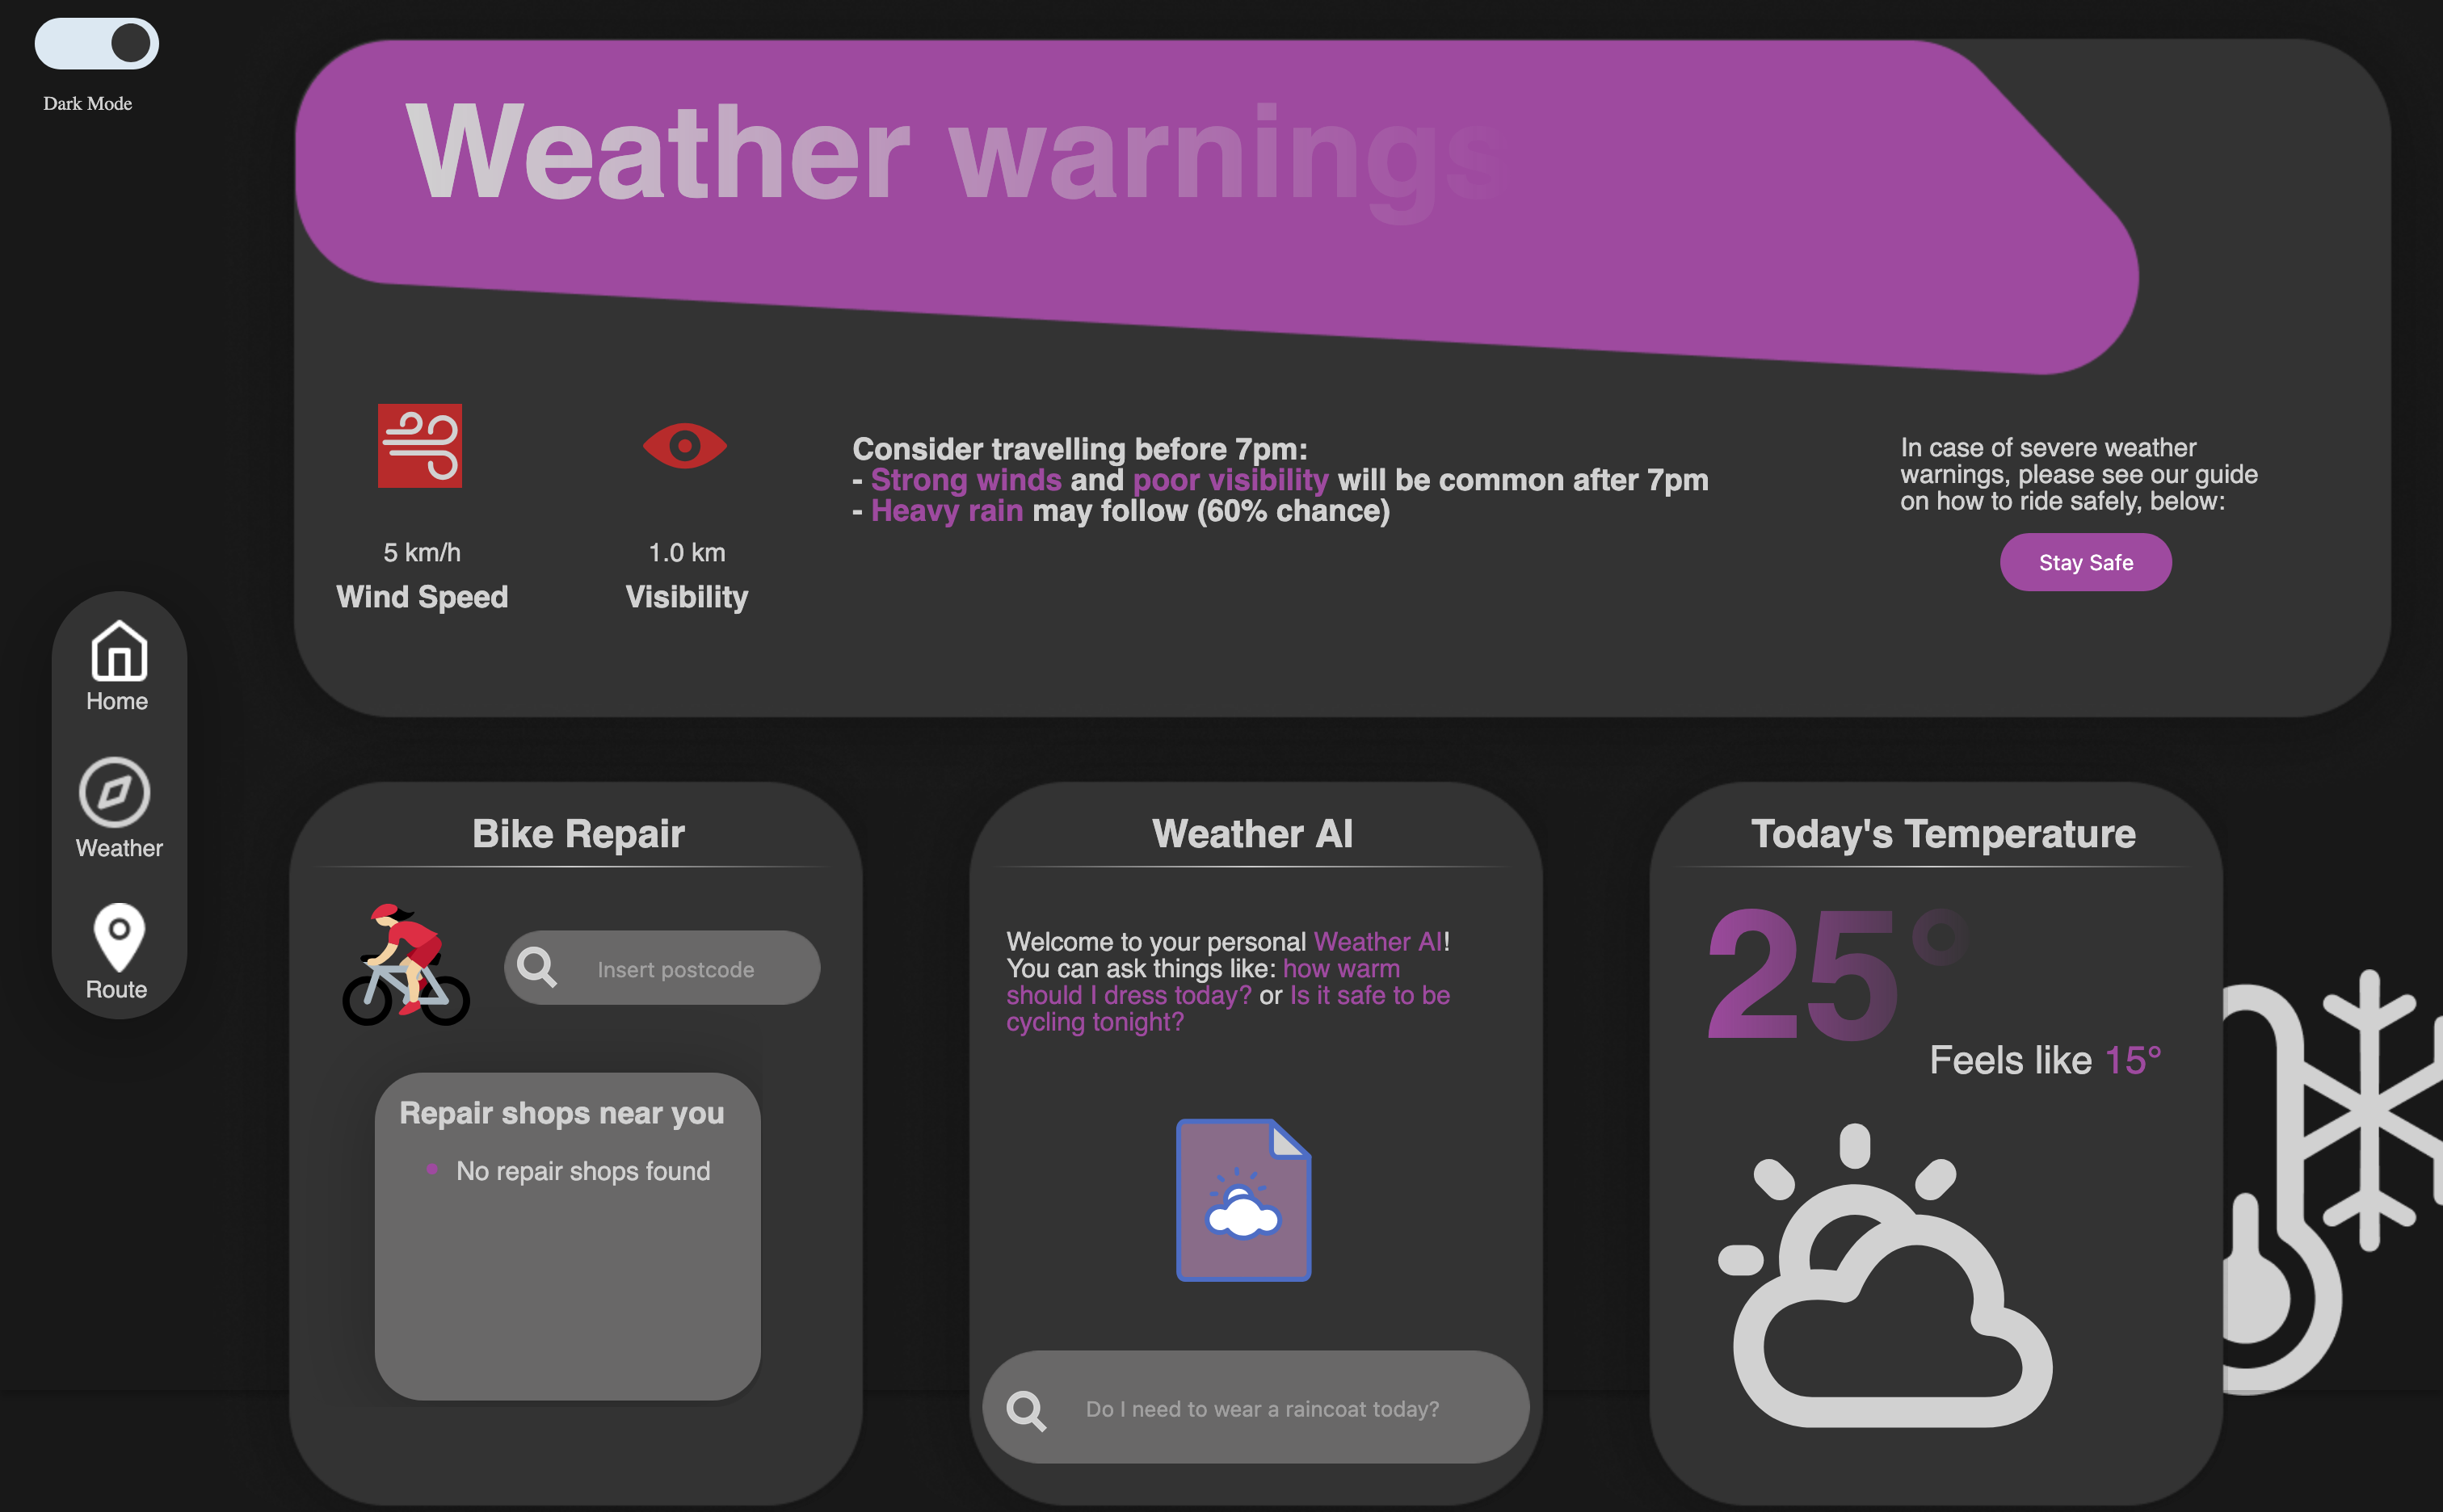 Dark Mode
Weather warnings
Consider travelling before 7pm:
- Strong winds and poor visibility will be common after 7pm
- Heavy rain may follow (60% chance)
5 km/h
Wind Speed
1.0 km
Visibility
In case of severe weather
warnings, please see our guide
on how to ride safely, below:
Stay Safe
Home
Weather
Route
Bike Repair
Insert postcode
Repair shops near you
No repair shops found
Weather AI
Welcome to your personal Weather AI!
You can ask things like: how warm
should I dress today? or Is it safe to be
cycling tonight?
Do I need to wear a raincoat today?
Today's Temperature
25°
Feels like 15°